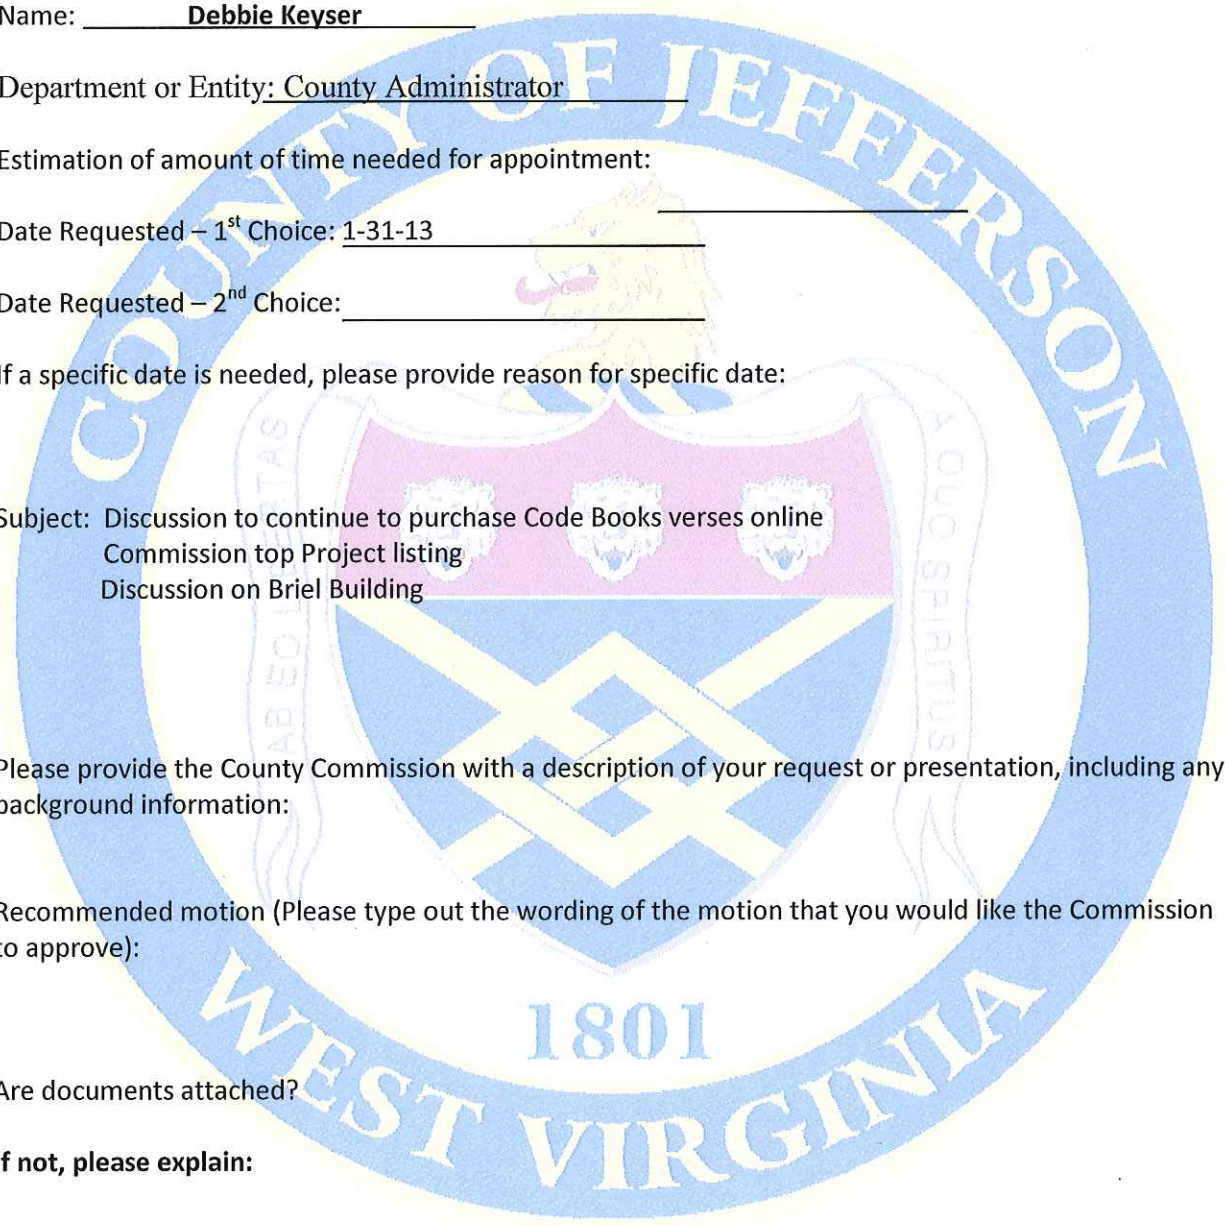 Name: Debbie Keyser
Department or Entity: County Administrator
Estimation of amount of time needed for appointment:
Date Requested – 1st Choice: 1-31-13
Date Requested – 2nd Choice:
If a specific date is needed, please provide reason for specific date:
Subject: Discussion to continue to purchase Code Books verses online
Commission top Project listing
Discussion on Briel Building
Please provide the County Commission with a description of your request or presentation, including any
background information:
Recommended motion (Please type out the wording of the motion that you would like the Commission
to approve):
Are documents attached?
If not, please explain:
COUNTY OF JEFFERSON
AB EO LIBERTAS
A QUO SPIRITUS
1801
WEST VIRGINIA